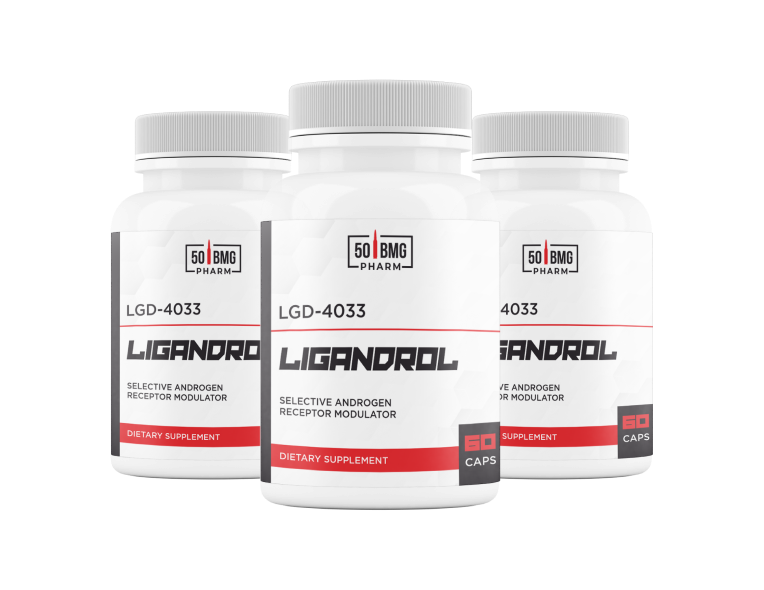 50 BMG
PHARM
LGD-4033
LIGANDRO
SELECTIVE ANDROGEN
RECEPTOR MODULATOR
DIETARY SUPPLEMENT
50 BMG
PHARM
LGD-4033
LIGANDROL
SELECTIVE ANDROGEN
RECEPTOR MODULATOR
DIETARY SUPPLEMENT
60
CAPS
50 BMG
PHARM
-4033
GANDROL
VE ANDROGEN
OR MODULATOR
SUPPLEMENT
60
CAPS